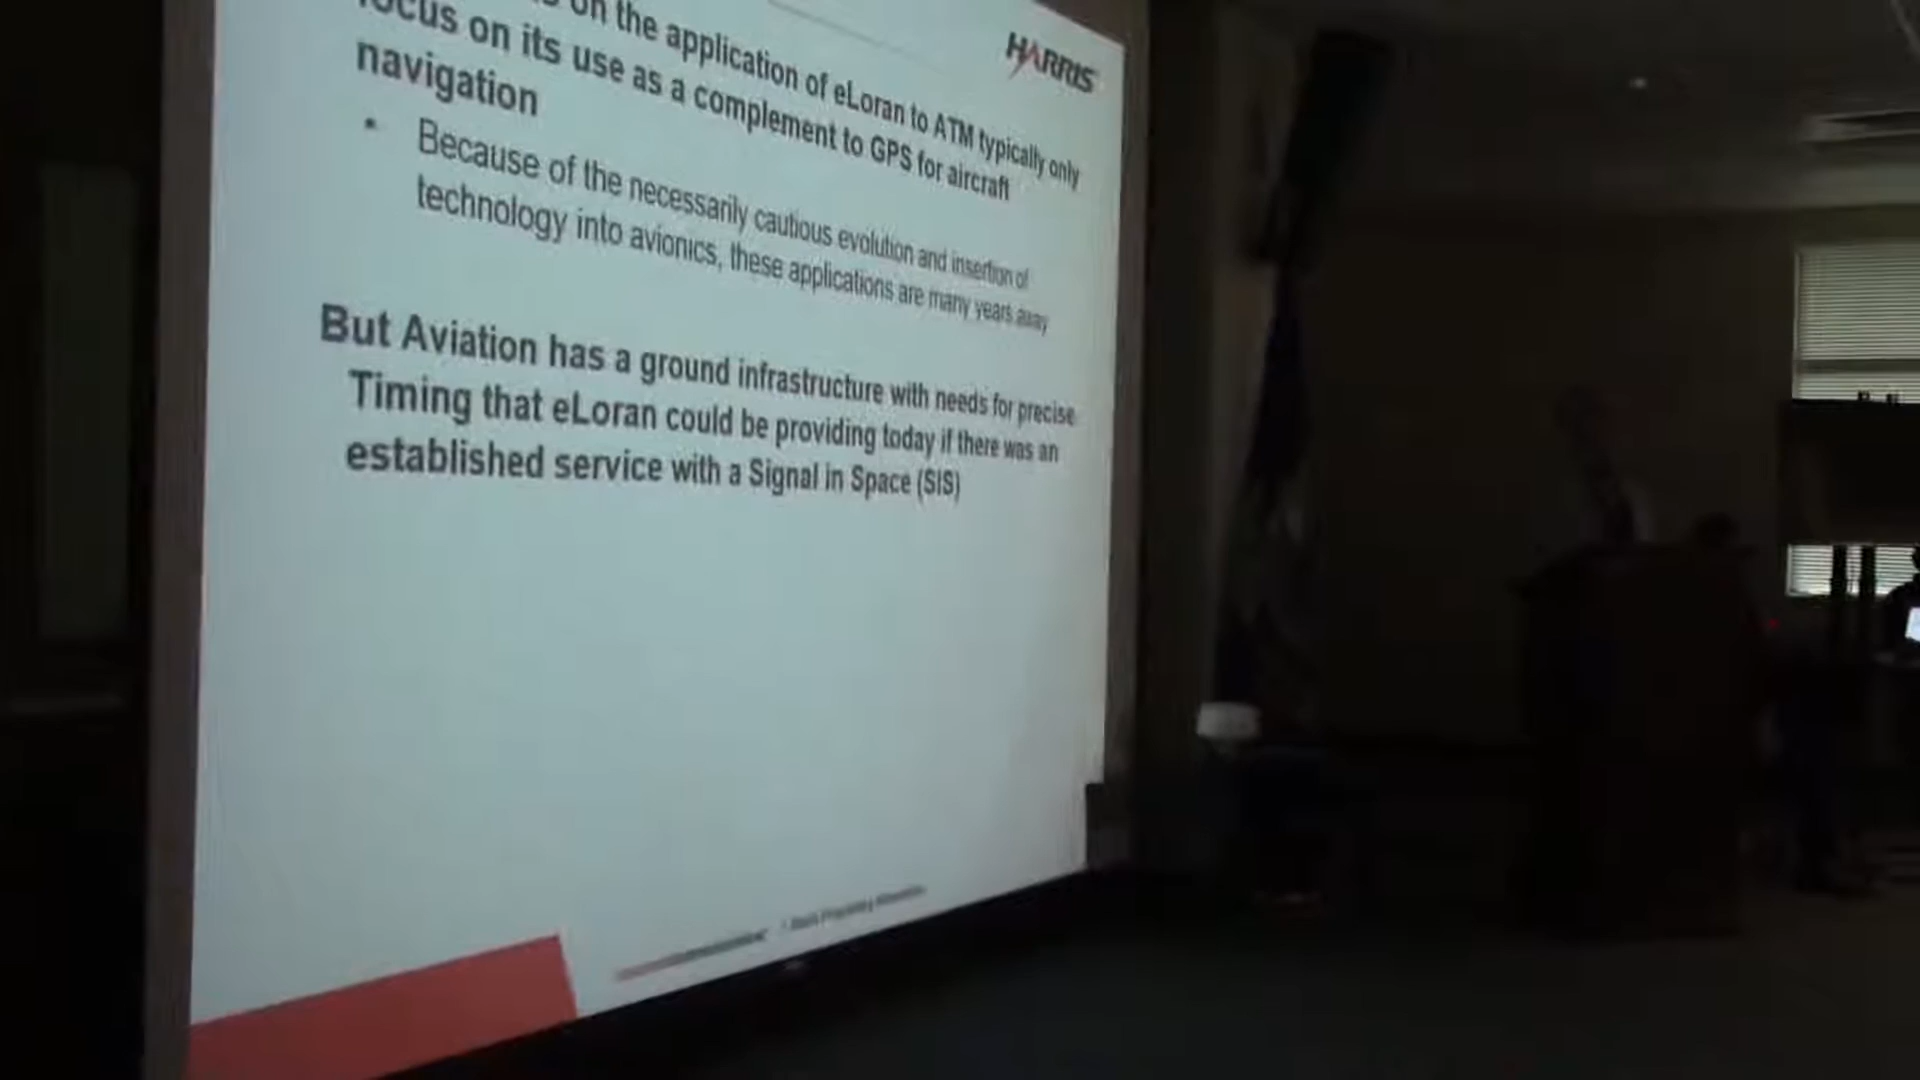 HARRIS
on the application of eLoran to ATM typically only
focus on its use as a complement to GPS for aircraft
navigation
• Because of the necessarily cautious evolution and insertion of
technology into avionics, these applications are many years away
But Aviation has a ground infrastructure with needs for precise
Timing that eLoran could be providing today if there was an
established service with a Signal in Space (SIS)